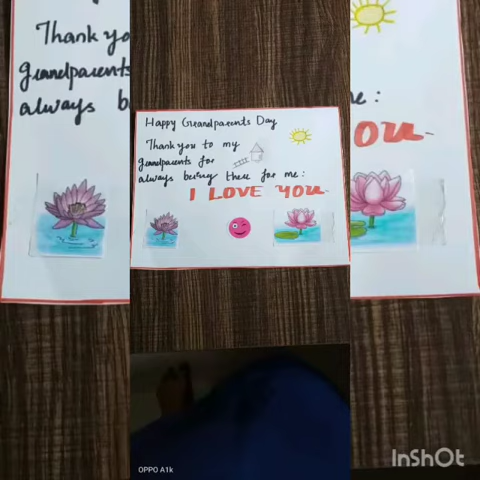 Happy Grandparents Day
Thank you to my
grandparents for
always being there for me:
I LOVE YOU
Thank yo
grandparents
always b
e:
OU
OPPO A1k
InShOt